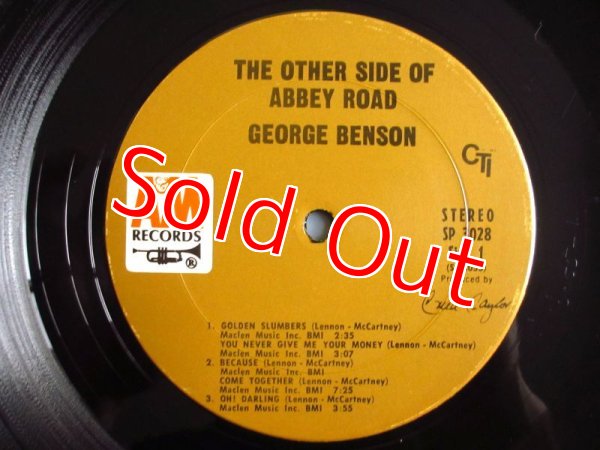 THE OTHER SIDE OF
ABBEY ROAD
GEORGE BENSON
CTI
STEREO
SP 3028
1
Produced by
Creed Taylor
A&M
RECORDS
®
Sold Out
1. GOLDEN SLUMBERS (Lennon - McCartney)
Maclen Music Inc. BMI 2:35
YOU NEVER GIVE ME YOUR MONEY (Lennon - McCartney)
Maclen Music Inc. BMI 3:07
2. BECAUSE (Lennon - McCartney)
Maclen Music Inc. BMI
COME TOGETHER (Lennon - McCartney)
Maclen Music Inc. BMI 7:25
3. OH! DARLING (Lennon - McCartney)
Maclen Music Inc. BMI 3:55